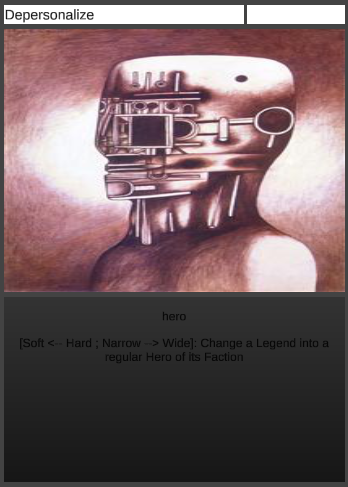 Depersonalize
hero
[Soft <-- Hard ; Narrow --> Wide]: Change a Legend into a
regular Hero of its Faction